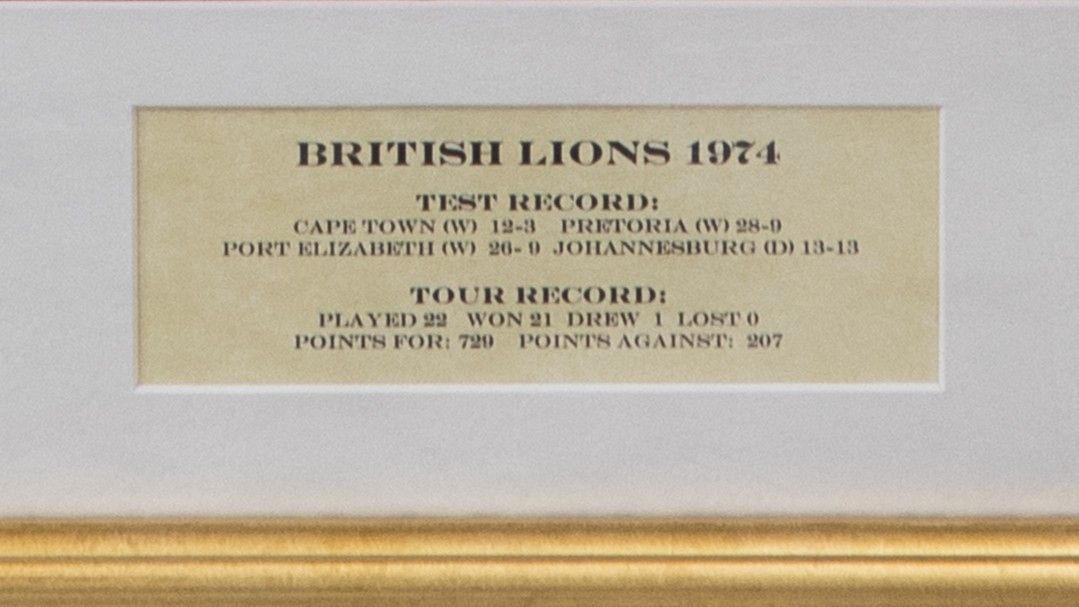 BRITISH LIONS 1974
TEST RECORD:
CAPE TOWN (W) 12-3 PRETORIA (W) 28-9
PORT ELIZABETH (W) 26- 9 JOHANNESBURG (D) 13-13
TOUR RECORD:
PLAYED 22 WON 21 DREW 1 LOST 0
POINTS FOR: 729 POINTS AGAINST: 207